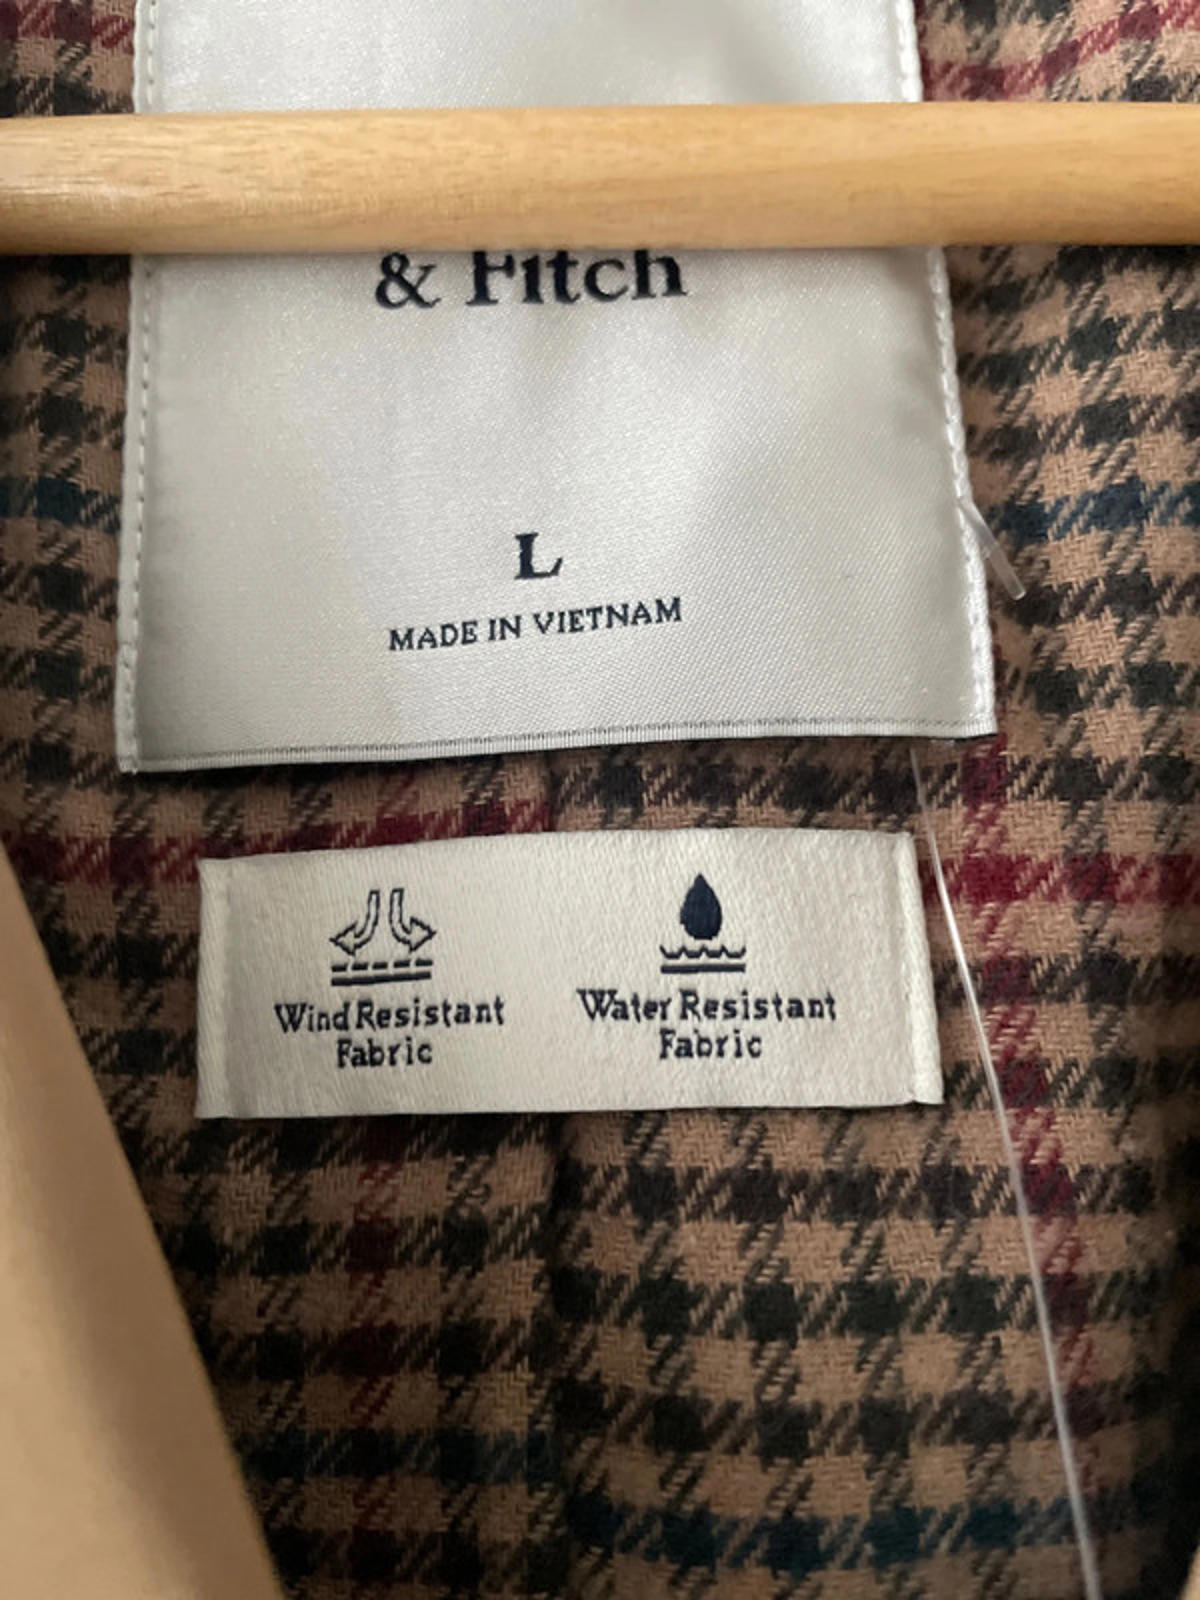 & Fitch
L
MADE IN VIETNAM
Wind Resistant
Fabric
Water Resistant
Fabric